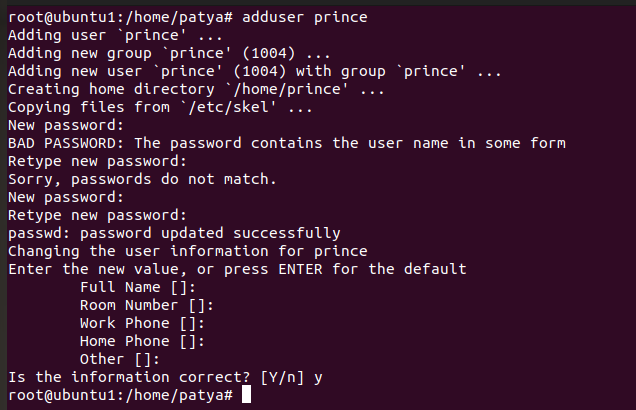 root@ubuntu1:/home/patya# adduser prince
Adding user `prince' ...
Adding new group `prince' (1004) ...
Adding new user `prince' (1004) with group `prince' ...
Creating home directory `/home/prince' ...
Copying files from `/etc/skel' ...
New password:
BAD PASSWORD: The password contains the user name in some form
Retype new password:
Sorry, passwords do not match.
New password:
Retype new password:
passwd: password updated successfully
Changing the user information for prince
Enter the new value, or press ENTER for the default
        Full Name []:
        Room Number []:
        Work Phone []:
        Home Phone []:
        Other []:
Is the information correct? [Y/n] y
root@ubuntu1:/home/patya#